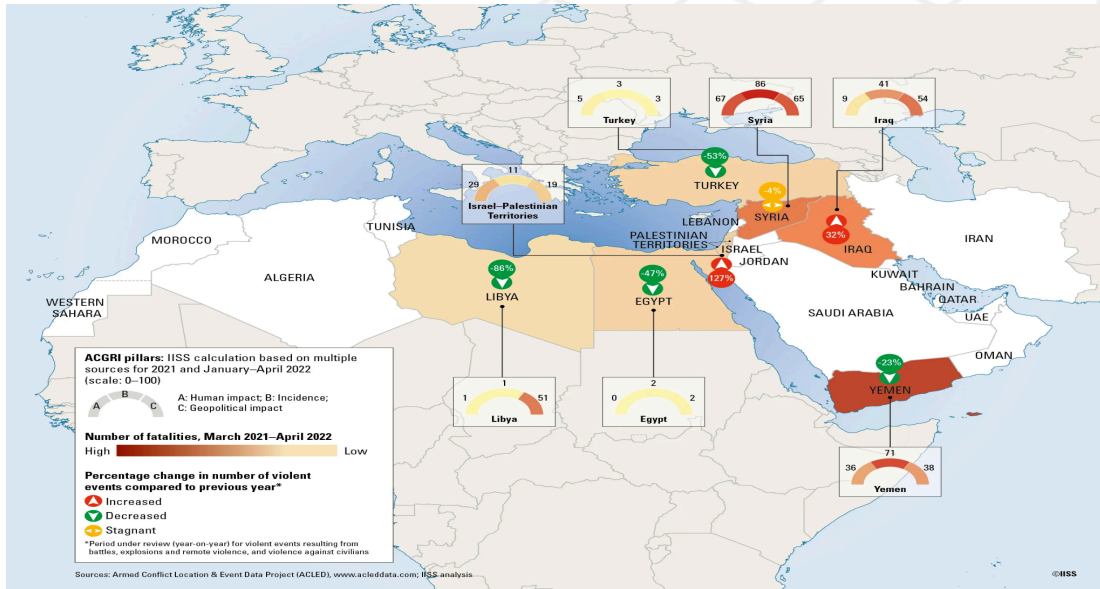 3
5 3
Turkey
86
67 65
Syria
41
9 54
Iraq
11
29 19
Israel–Palestinian
Territories
-53%
TURKEY
-4%
SYRIA
32%
IRAQ
LEBANON
PALESTINIAN
TERRITORIES
ISRAEL
JORDAN
127%
IRAN
TUNISIA
MOROCCO
ALGERIA
WESTERN
SAHARA
-86%
LIBYA
-47%
EGYPT
KUWAIT
BAHRAIN
QATAR
SAUDI ARABIA
UAE
OMAN
-23%
YEMEN
1
1 51
Libya
2
0 2
Egypt
71
36 38
Yemen
ACGRI pillars: IISS calculation based on multiple
sources for 2021 and January–April 2022
(scale: 0–100)
A B C
A: Human impact; B: Incidence;
C: Geopolitical impact
Number of fatalities, March 2021–April 2022
High Low
Percentage change in number of violent
events compared to previous year*
Increased
Decreased
Stagnant
*Period under review (year-on-year) for violent events resulting from
battles, explosions and remote violence, and violence against civilians
Sources: Armed Conflict Location & Event Data Project (ACLED), www.acleddata.com; IISS analysis
©IISS